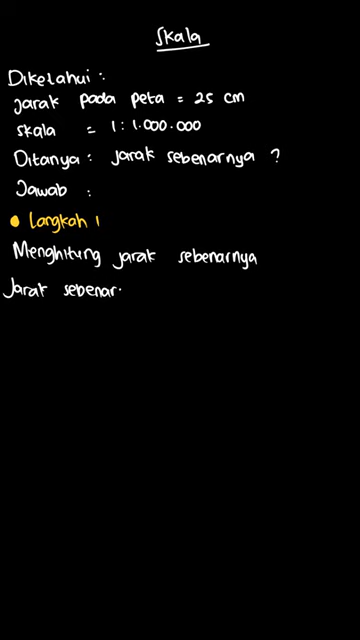 Skala
Diketahui :
jarak pada peta = 25 cm
skala = 1 : 1.000.000
Ditanya : jarak sebenarnya ?
Jawab :
• Langkah 1
Menghitung jarak sebenarnya
Jarak sebenar